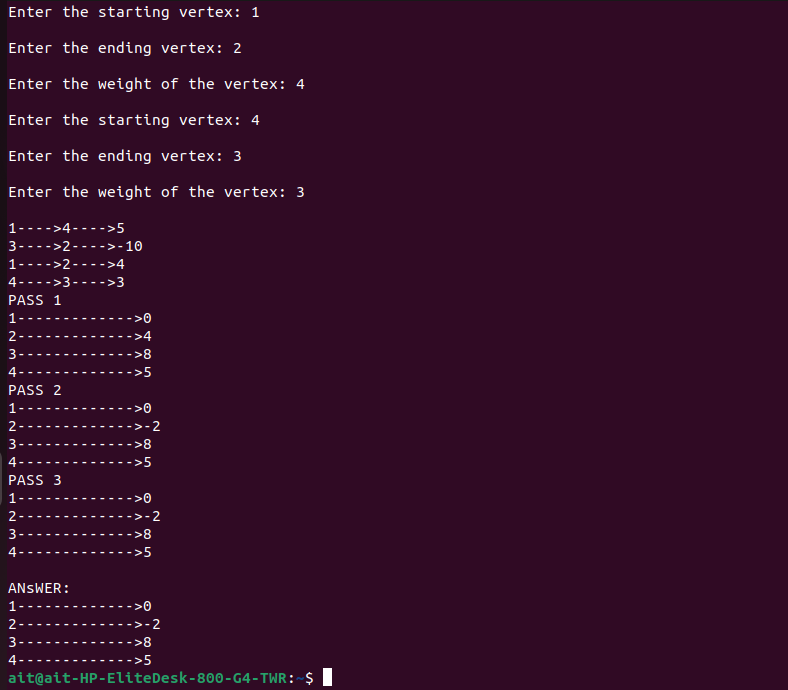 Enter the starting vertex: 1
Enter the ending vertex: 2
Enter the weight of the vertex: 4
Enter the starting vertex: 4
Enter the ending vertex: 3
Enter the weight of the vertex: 3
1---->4---->5
3---->2---->-10
1---->2---->4
4---->3---->3
PASS 1
1------------->0
2------------->4
3------------->8
4------------->5
PASS 2
1------------->0
2------------->-2
3------------->8
4------------->5
PASS 3
1------------->0
2------------->-2
3------------->8
4------------->5
ANsWER:
1------------->0
2------------->-2
3------------->8
4------------->5
ait@ait-HP-EliteDesk-800-G4-TWR:~$